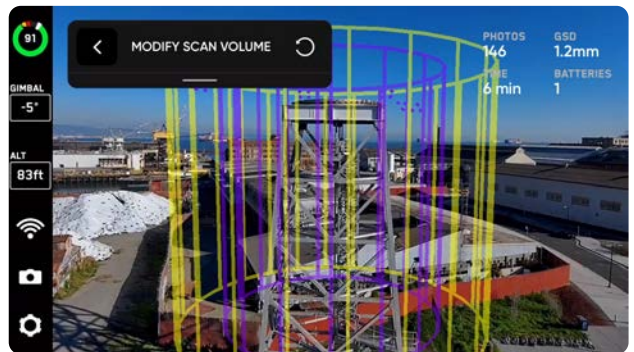 91
MODIFY SCAN VOLUME
PHOTOS GSD
146 1.2mm
TIME BATTERIES
6 min 1
GIMBAL
-5°
ALT
83ft